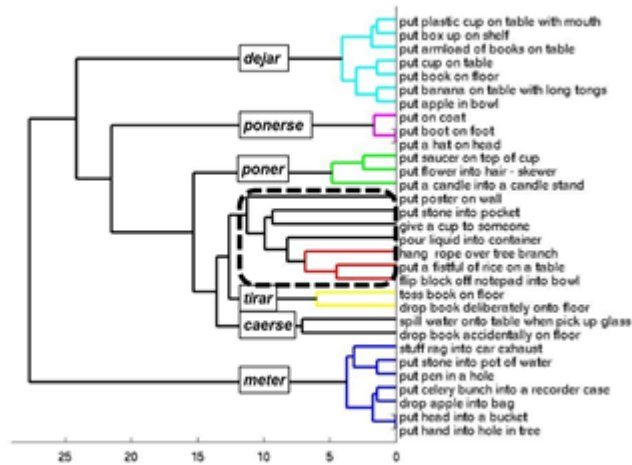 put plastic cup on table with mouth
put box up on shelf
put armload of books on table
dejar
put cup on table
put book on floor
put banana on table with long tongs
put apple in bowl
ponerse
put on coat
put boot on foot
put a hat on head
poner
put saucer on top of cup
put flower into hair - skewer
put a candle into a candle stand
put poster on wall
put stone into pocket
give a cup to someone
pour liquid into container
hang rope over tree branch
put a fistful of rice on a table
flip block off notepad into bowl
tirar
toss book on floor
drop book deliberately onto floor
caerse
spill water onto table when pick up glass
drop book accidentally on floor
stuff rag into car exhaust
put stone into pot of water
meter
put pen in a hole
put celery bunch into a recorder case
drop apple into bag
put head into a bucket
put hand into hole in tree
25 20 15 10 5 0